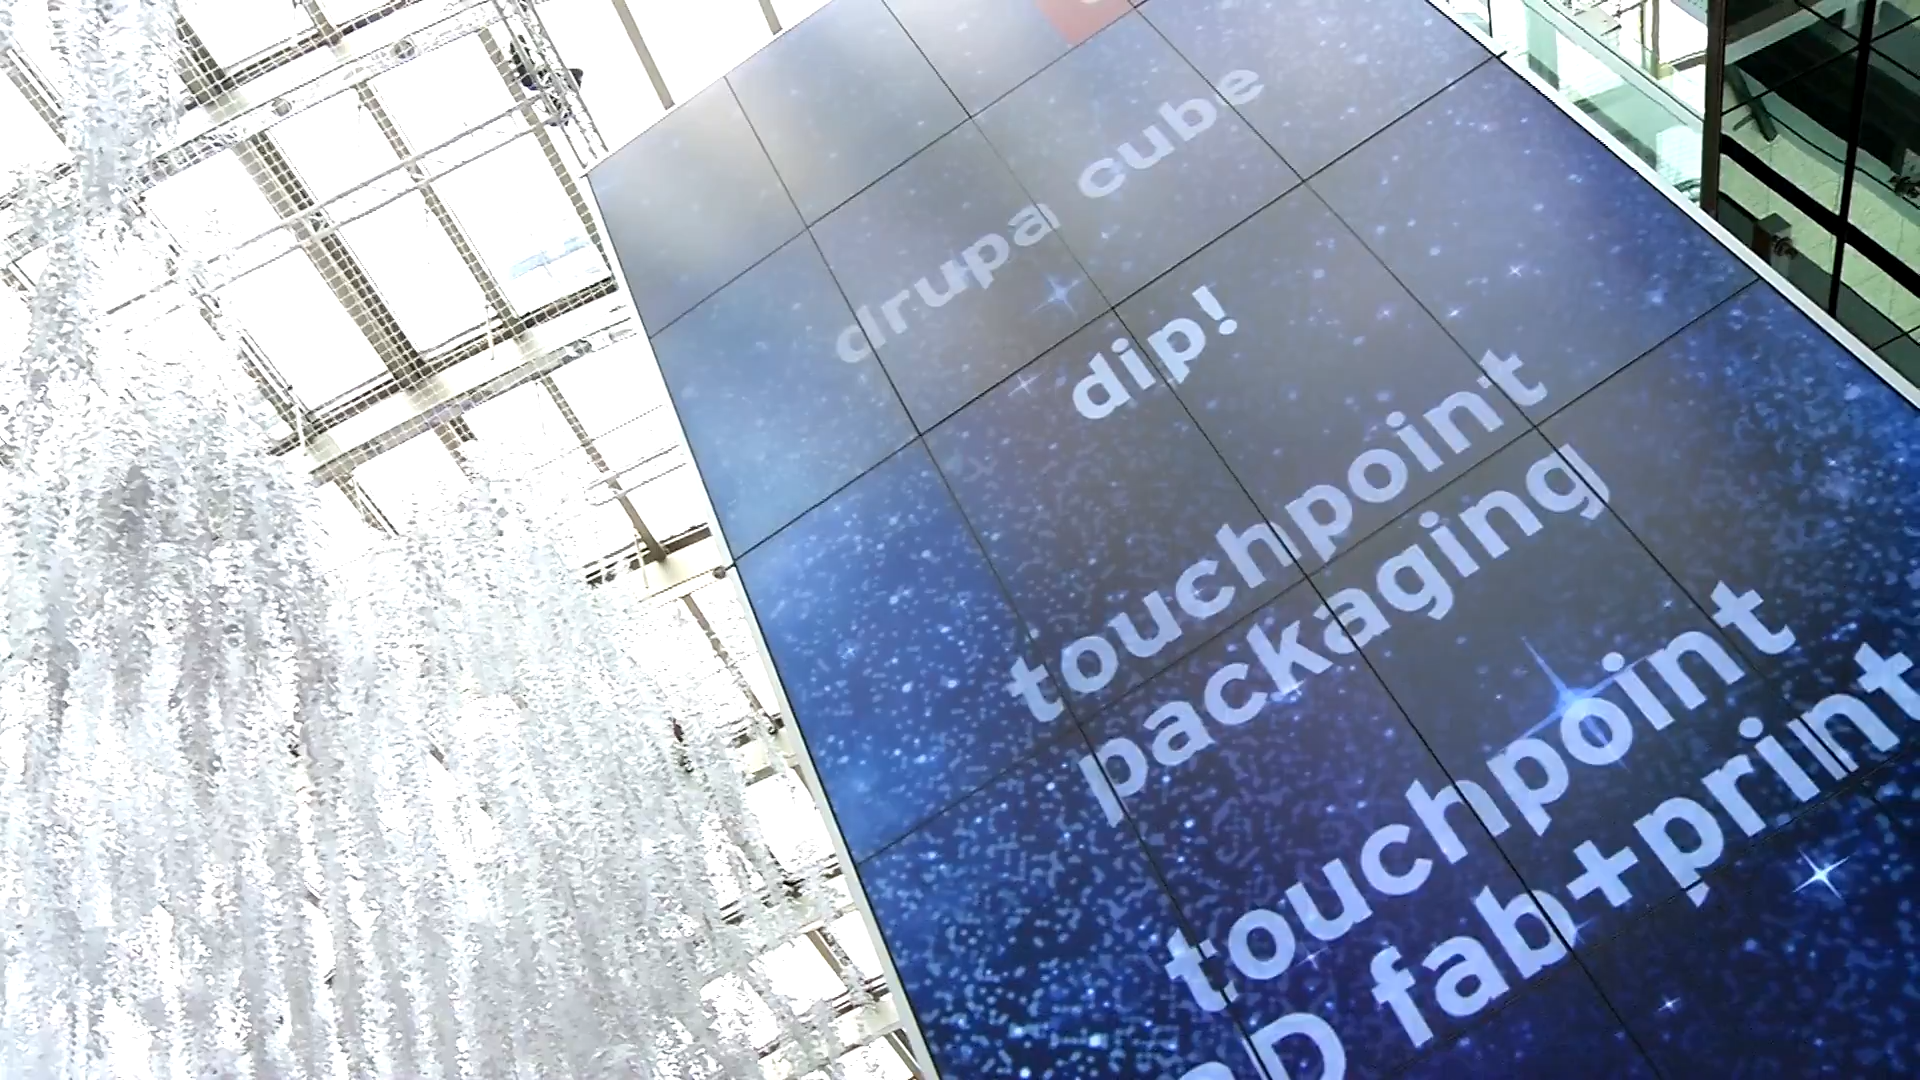 drupa cube
dip!
touchpoint
packaging
touchpoint
fab+print